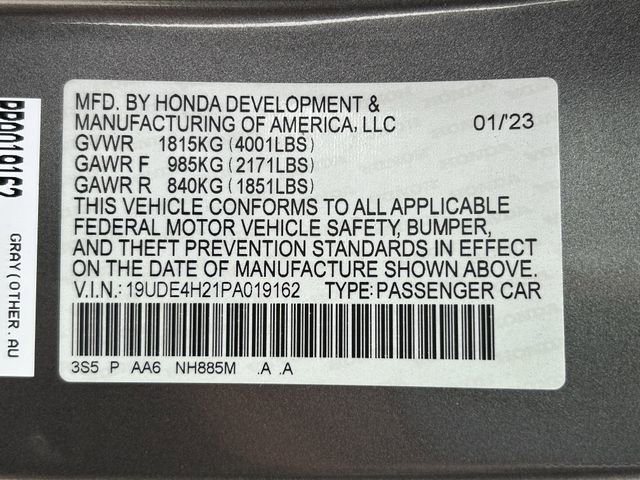 MFD. BY HONDA DEVELOPMENT &
MANUFACTURING OF AMERICA, LLC 01/'23
GVWR 1815KG (4001LBS)
GAWR F 985KG (2171LBS)
GAWR R 840KG (1851LBS)
THIS VEHICLE CONFORMS TO ALL APPLICABLE
FEDERAL MOTOR VEHICLE SAFETY, BUMPER,
AND THEFT PREVENTION STANDARDS IN EFFECT
ON THE DATE OF MANUFACTURE SHOWN ABOVE.
V.I.N.: 19UDE4H21PA019162 TYPE: PASSENGER CAR
3S5 P AA6 NH885M .A .A
GRAY(OTHER.AU